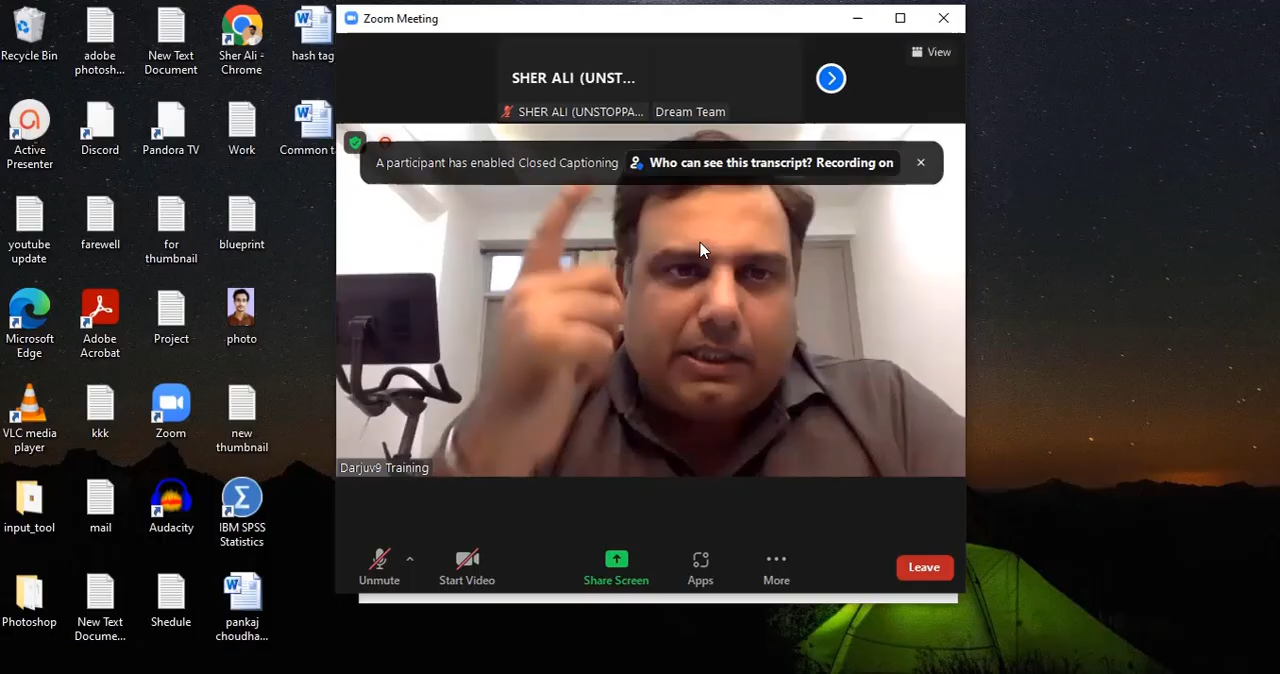 Recycle Bin
adobe
photosh...
New Text
Document
Sher Ali -
Chrome
hash tag
Active
Presenter
Discord
Pandora TV
Work
Common t
youtube
update
farewell
for
thumbnail
blueprint
Microsoft
Edge
Adobe
Acrobat
Project
photo
VLC media
player
kkk
Zoom
new
thumbnail
input_tool
mail
Audacity
IBM SPSS
Statistics
Photoshop
New Text
Docume...
Shedule
pankaj
choudha...
Zoom Meeting
View
SHER ALI (UNST...
SHER ALI (UNSTOPPA...
Dream Team
A participant has enabled Closed Captioning
Who can see this transcript? Recording on
Darjuv9 Training
Unmute
Start Video
Share Screen
Apps
More
Leave